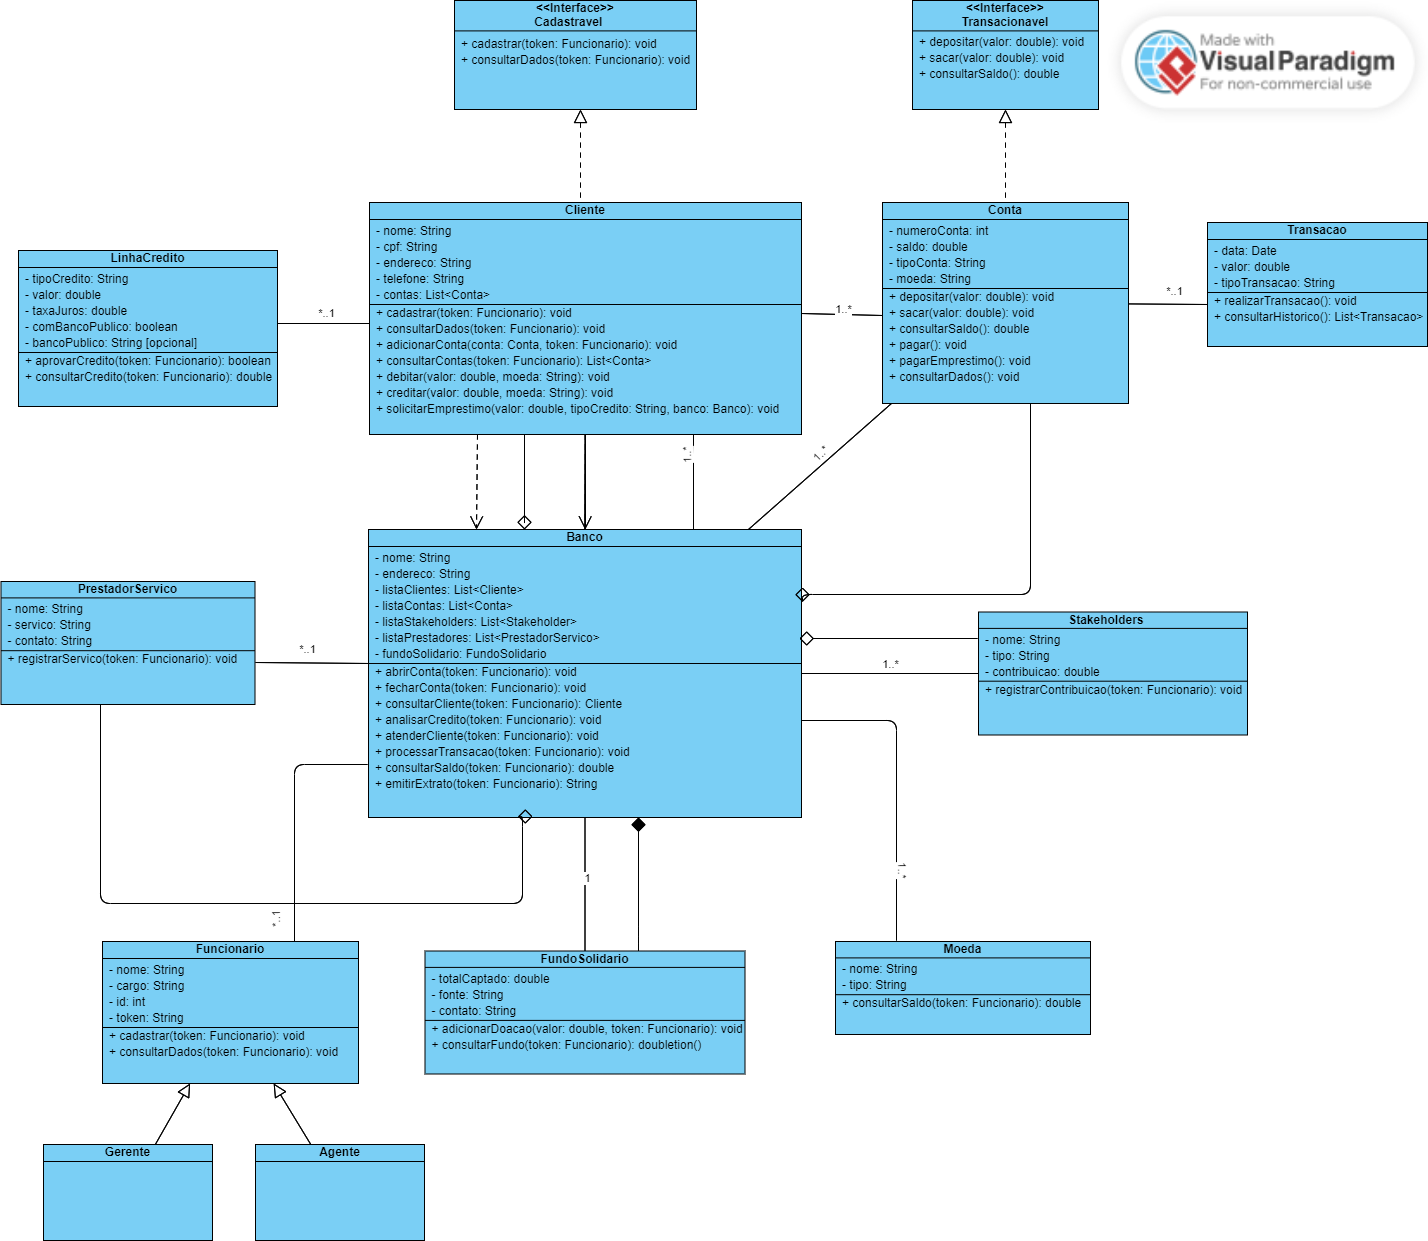 <<Interface>>
Cadastravel
+ cadastrar(token: Funcionario): void
+ consultarDados(token: Funcionario): void
<<Interface>>
Transacionavel
+ depositar(valor: double): void
+ sacar(valor: double): void
+ consultarSaldo(): double
Made with
Visual Paradigm
For non-commercial use
LinhaCredito
- tipoCredito: String
- valor: double
- taxaJuros: double
- comBancoPublico: boolean
- bancoPublico: String [opcional]
+ aprovarCredito(token: Funcionario): boolean
+ consultarCredito(token: Funcionario): double
*..1
Cliente
- nome: String
- cpf: String
- endereco: String
- telefone: String
- contas: List<Conta>
+ cadastrar(token: Funcionario): void
+ consultarDados(token: Funcionario): void
+ adicionarConta(conta: Conta, token: Funcionario): void
+ consultarContas(token: Funcionario): List<Conta>
+ debitar(valor: double, moeda: String): void
+ creditar(valor: double, moeda: String): void
+ solicitarEmprestimo(valor: double, tipoCredito: String, banco: Banco): void
1..*
Conta
- numeroConta: int
- saldo: double
- tipoConta: String
- moeda: String
+ depositar(valor: double): void
+ sacar(valor: double): void
+ consultarSaldo(): double
+ pagar(): void
+ pagarEmprestimo(): void
+ consultarDados(): void
*..1
Transacao
- data: Date
- valor: double
- tipoTransacao: String
+ realizarTransacao(): void
+ consultarHistorico(): List<Transacao>
1..*
1..*
PrestadorServico
- nome: String
- servico: String
- contato: String
+ registrarServico(token: Funcionario): void
*..1
Banco
- nome: String
- endereco: String
- listaClientes: List<Cliente>
- listaContas: List<Conta>
- listaStakeholders: List<Stakeholder>
- listaPrestadores: List<PrestadorServico>
- fundoSolidario: FundoSolidario
+ abrirConta(token: Funcionario): void
+ fecharConta(token: Funcionario): void
+ consultarCliente(token: Funcionario): Cliente
+ analisarCredito(token: Funcionario): void
+ atenderCliente(token: Funcionario): void
+ processarTransacao(token: Funcionario): void
+ consultarSaldo(token: Funcionario): double
+ emitirExtrato(token: Funcionario): String
1..*
Stakeholders
- nome: String
- tipo: String
- contribuicao: double
+ registrarContribuicao(token: Funcionario): void
*..1
1
1..*
Funcionario
- nome: String
- cargo: String
- id: int
- token: String
+ cadastrar(token: Funcionario): void
+ consultarDados(token: Funcionario): void
FundoSolidario
- totalCaptado: double
- fonte: String
- contato: String
+ adicionarDoacao(valor: double, token: Funcionario): void
+ consultarFundo(token: Funcionario): doubletion()
Moeda
- nome: String
- tipo: String
+ consultarSaldo(token: Funcionario): double
Gerente
Agente